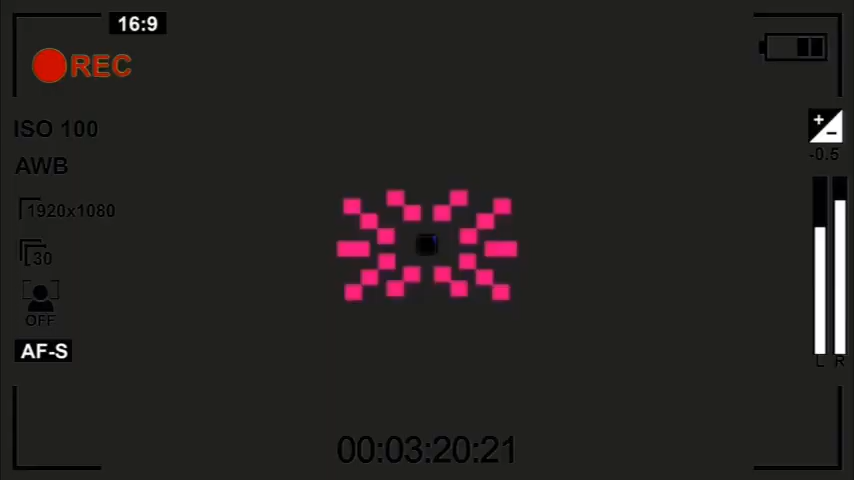 16:9
REC
ISO 100
AWB
-0.5
1920x1080
30
OFF
AF-S
L R
00:03:20:21